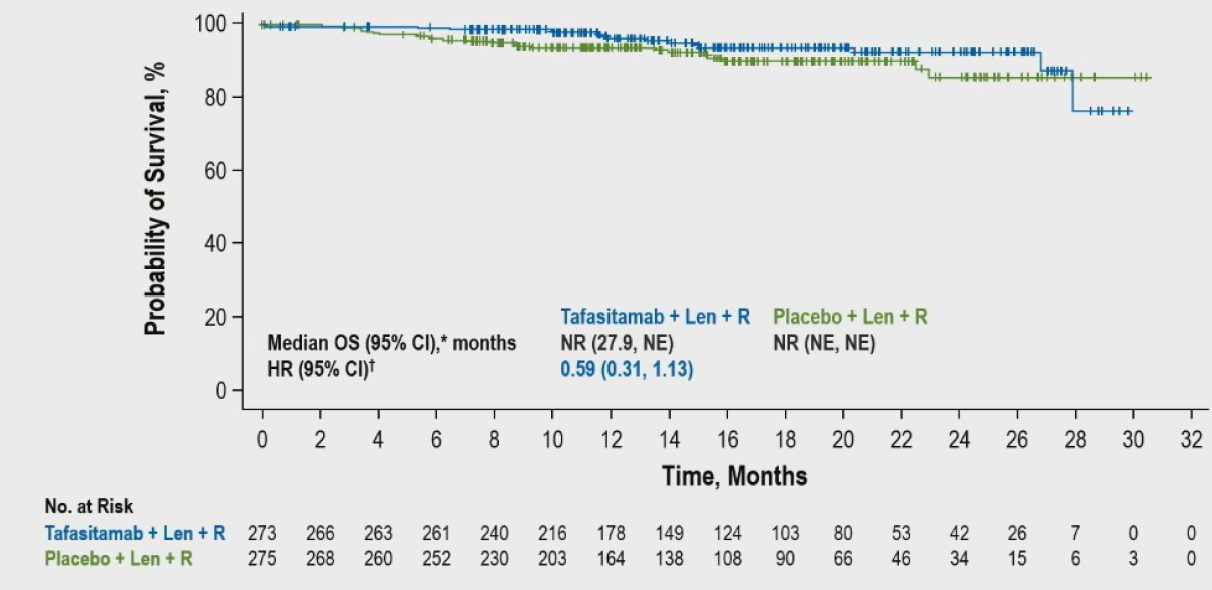 100
80
60
40
20
0
Probability of Survival, %
Tafasitamab + Len + R Placebo + Len + R
Median OS (95% CI),* months NR (27.9, NE) NR (NE, NE)
HR (95% CI)† 0.59 (0.31, 1.13)
0 2 4 6 8 10 12 14 16 18 20 22 24 26 28 30 32
Time, Months
No. at Risk
Tafasitamab + Len + R 273 266 263 261 240 216 178 149 124 103 80 53 42 26 7 0 0
Placebo + Len + R 275 268 260 252 230 203 164 138 108 90 66 46 34 15 6 3 0